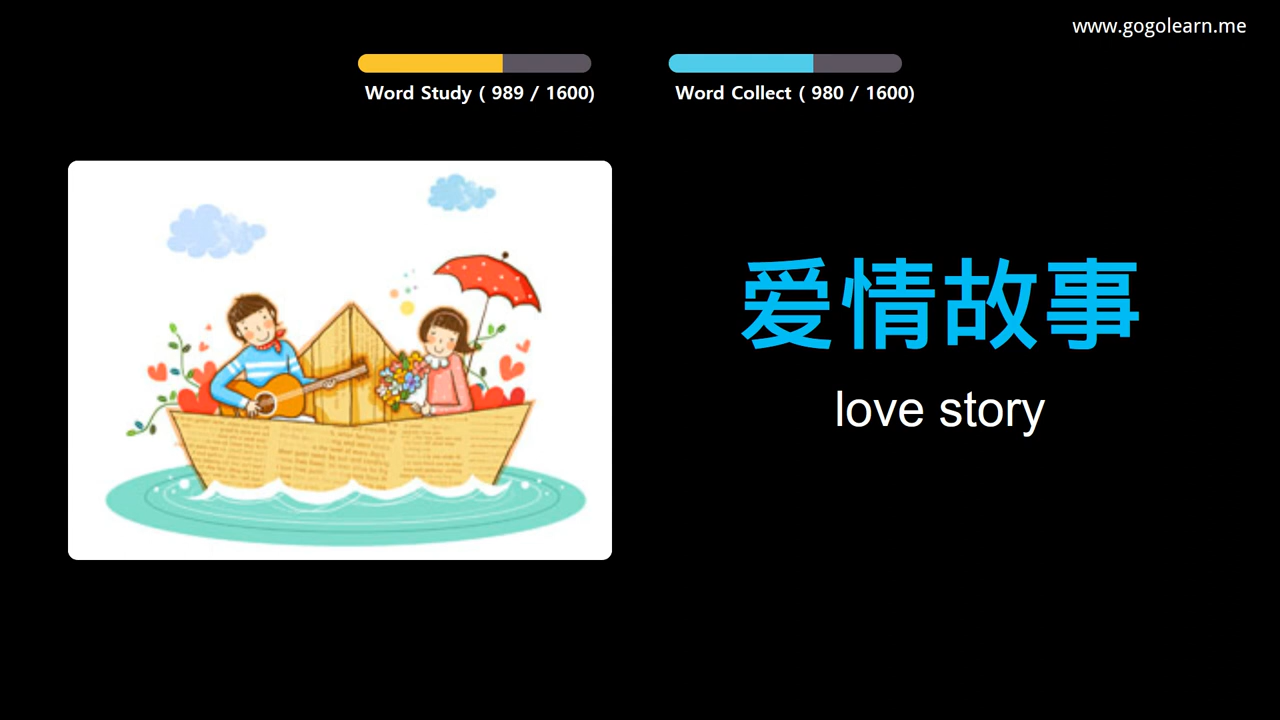 www.gogolearn.me
Word Study ( 989 / 1600)
Word Collect ( 980 / 1600)
爱情故事
love story